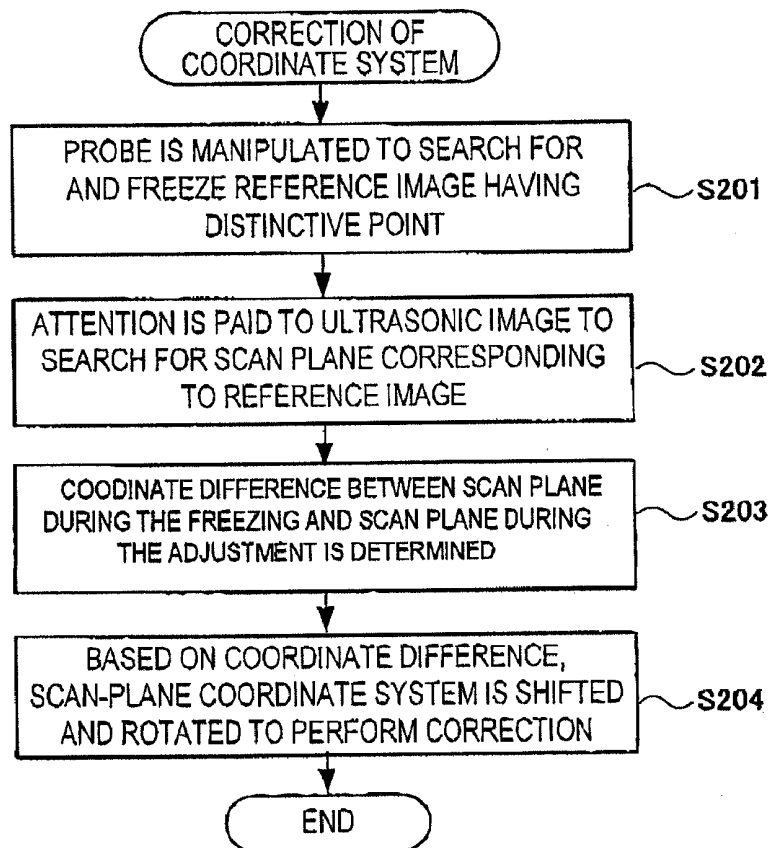 CORRECTION OF
COORDINATE SYSTEM
PROBE IS MANIPULATED TO SEARCH FOR
AND FREEZE REFERENCE IMAGE HAVING
DISTINCTIVE POINT
S201
ATTENTION IS PAID TO ULTRASONIC IMAGE TO
SEARCH FOR SCAN PLANE CORRESPONDING
TO REFERENCE IMAGE
S202
COODINATE DIFFERENCE BETWEEN SCAN PLANE
DURING THE FREEZING AND SCAN PLANE DURING
THE ADJUSTMENT IS DETERMINED
S203
BASED ON COORDINATE DIFFERENCE,
SCAN-PLANE COORDINATE SYSTEM IS SHIFTED
AND ROTATED TO PERFORM CORRECTION
S204
END